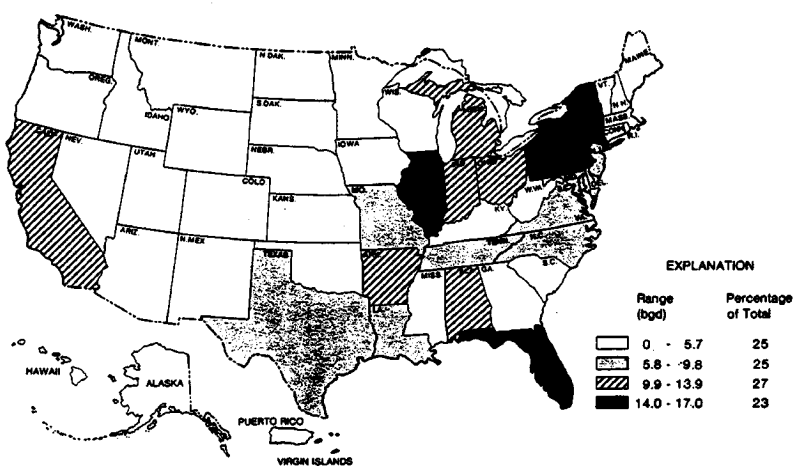 WASH.
MONT.
N.DAK.
MINN.
MAINE
OREG.
IDAHO
WYO.
S.DAK.
WIS.
VT.
N.H.
MASS.
CONN.
R.I.
NEV.
UTAH
COLO
NEBR.
IOWA
KANS.
MO.
KY.
W.VA.
ARIZ
N.MEX
TEXAS
ARK.
LA.
TENN.
N.C.
S.C.
MISS.
ALA.
GA.
HAWAII
ALASKA
PUERTO RICO
VIRGIN ISLANDS
EXPLANATION
Range Percentage
(bgd) of Total
0 - 5.7 25
5.8 - 9.8 25
9.9 - 13.9 27
14.0 - 17.0 23